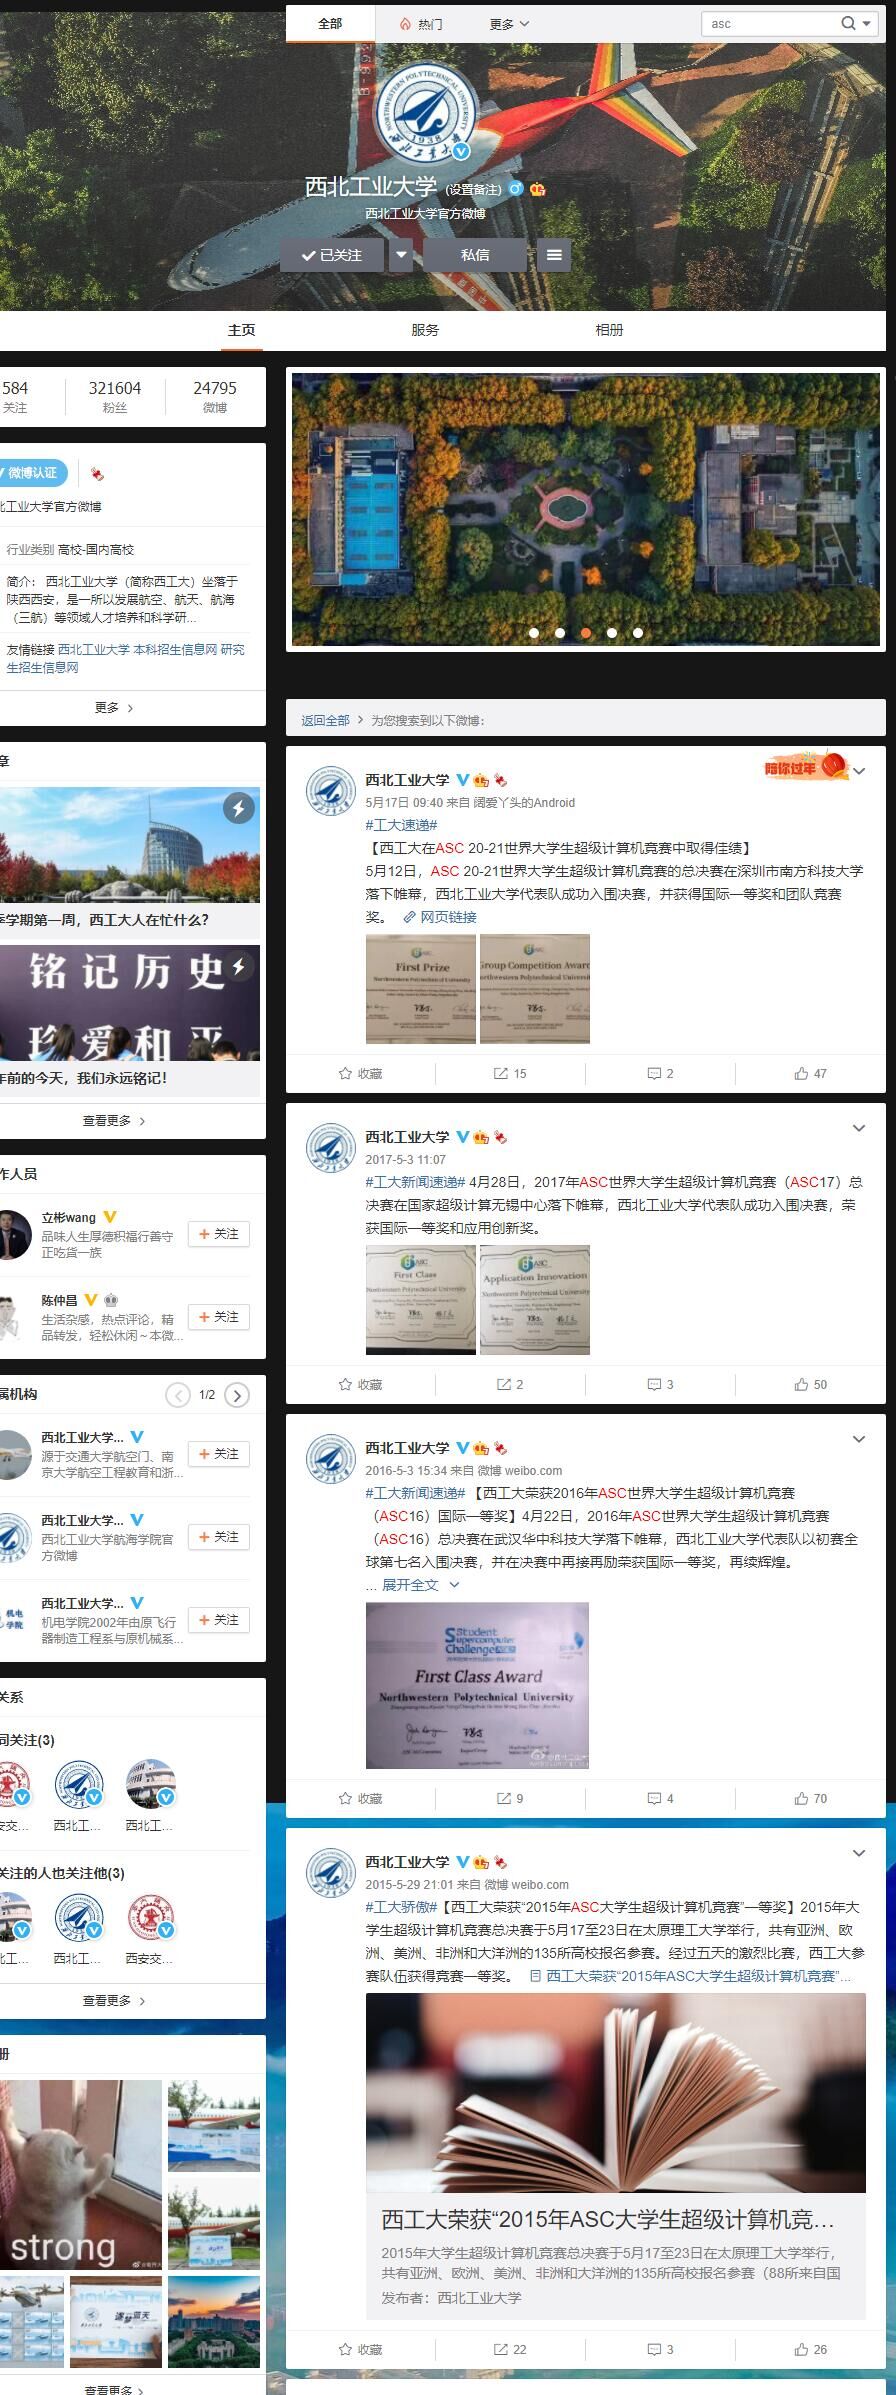 全部
热门
更多
asc
西北工业大学 (设置备注)
西北工业大学官方微博
已关注
私信
主页
服务
相册
584
关注
321604
粉丝
24795
微博
微博认证
工业大学官方微博
行业类别 高校-国内高校
简介： 西北工业大学（简称西工大）坐落于
陕西西安，是一所以发展航空、航天、航海
（三航）等领域人才培养和科学研...
友情链接 西北工业大学 本科招生信息网 研究
生招生信息网
更多
章
季学期第一周，西工大人在忙什么？
铭记历史
珍爱和平
年前的今天，我们永远铭记！
查看更多
作人员
立彬wang
品味人生厚德积福行善守
正吃货一族
关注
陈仲昌
生活杂感，热点评论，精
品转发，轻松休闲～本微...
关注
属机构
1/2
西北工业大学...
源于交通大学航空门、南
京大学航空工程教育和浙...
关注
西北工业大学...
西北工业大学航海学院官
方微博
关注
机电
学院
西北工业大学...
机电学院2002年由原飞行
器制造工程系与原机械系...
关注
关系
同关注(3)
安交...
西北工...
西北工...
关注的人也关注他(3)
北工...
西北工...
西安交...
查看更多
册
strong
查看更多
返回全部 > 为您搜索到以下微博：
西北工业大学
陪你过年
5月17日 09:40 来自 阔爱丫头的Android
#工大速递#
【西工大在ASC 20-21世界大学生超级计算机竞赛中取得佳绩】
5月12日，ASC 20-21世界大学生超级计算机竞赛的总决赛在深圳市南方科技大学
落下帷幕，西北工业大学代表队成功入围决赛，并获得国际一等奖和团队竞赛
奖。 网页链接
First Prize
Northwestern Polytechnical University
Group Competition Award
Northwestern Polytechnical University
收藏
15
2
47
西北工业大学
2017-5-3 11:07
#工大新闻速递# 4月28日，2017年ASC世界大学生超级计算机竞赛（ASC17）总
决赛在国家超级计算无锡中心落下帷幕，西北工业大学代表队成功入围决赛，荣
获国际一等奖和应用创新奖。
First Class
Northwestern Polytechnical University
Application Innovation
Northwestern Polytechnical University
收藏
2
3
50
西北工业大学
2016-5-3 15:34 来自 微博 weibo.com
#工大新闻速递# 【西工大荣获2016年ASC世界大学生超级计算机竞赛
（ASC16）国际一等奖】4月22日，2016年ASC世界大学生超级计算机竞赛
（ASC16）总决赛在武汉华中科技大学落下帷幕，西北工业大学代表队以初赛全
球第七名入围决赛，并在决赛中再接再励荣获国际一等奖，再续辉煌。
... 展开全文
Student
Supercomputer
Challenge
First Class Award
Northwestern Polytechnical University
收藏
9
4
70
西北工业大学
2015-5-29 21:01 来自 微博 weibo.com
#工大骄傲#【西工大荣获“2015年ASC大学生超级计算机竞赛”一等奖】2015年大
学生超级计算机竞赛总决赛于5月17至23日在太原理工大学举行，共有亚洲、欧
洲、美洲、非洲和大洋洲的135所高校报名参赛。经过五天的激烈比赛，西工大参
赛队伍获得竞赛一等奖。 西工大荣获“2015年ASC大学生超级计算机竞赛”...
西工大荣获“2015年ASC大学生超级计算机竞...
2015年大学生超级计算机竞赛总决赛于5月17至23日在太原理工大学举行，
共有亚洲、欧洲、美洲、非洲和大洋洲的135所高校报名参赛（88所来自国
发布者：西北工业大学
收藏
22
3
26